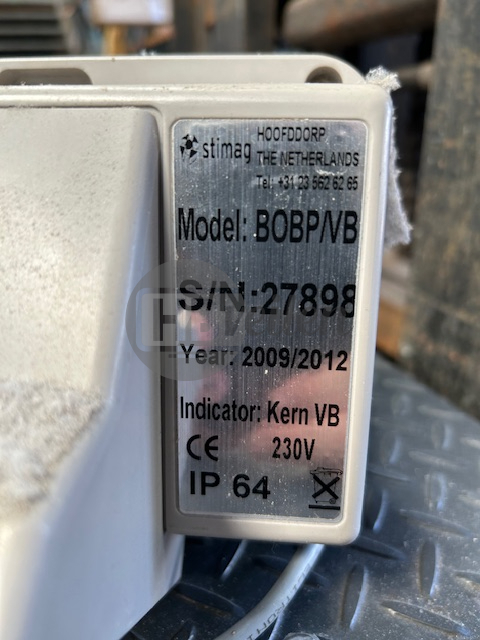 stimag
HOOFDDORP
THE NETHERLANDS
Tel: +31 23 562 62 65
Model: BOBP/VB
S/N:27898
Year: 2009/2012
Indicator: Kern VB
CE 230V
IP 64